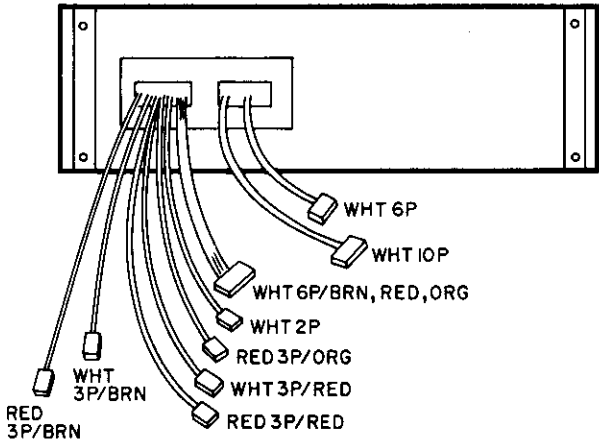 WHT 6P
WHT 10P
WHT 6P/BRN, RED, ORG
WHT 2P
RED 3P/ORG
WHT
3P/BRN
WHT 3P/RED
RED
3P/BRN
RED 3P/RED